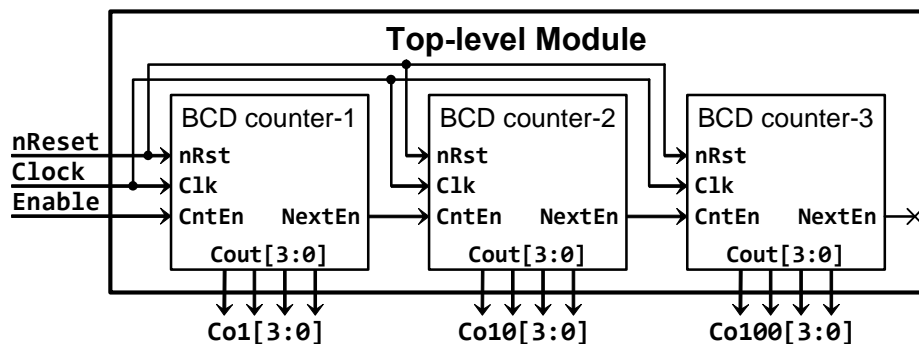 Top-level Module
BCD counter-1 BCD counter-2 BCD counter-3
nReset nRst nRst nRst
Clock Clk Clk Clk
Enable CntEn NextEn CntEn NextEn CntEn NextEn
Cout[3:0] Cout[3:0] Cout[3:0]
Co1[3:0] Co10[3:0] Co100[3:0]